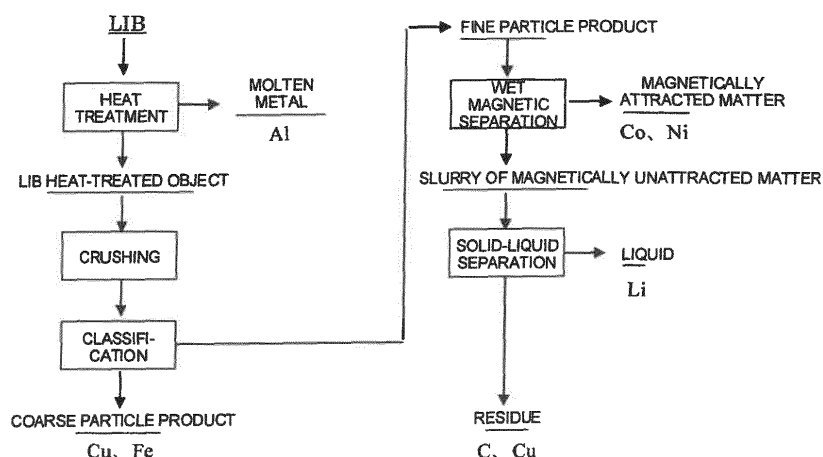 LIB
HEAT
TREATMENT
MOLTEN
METAL
Al
LIB HEAT-TREATED OBJECT
CRUSHING
CLASSIFI-
CATION
COARSE PARTICLE PRODUCT
Cu、Fe
FINE PARTICLE PRODUCT
WET
MAGNETIC
SEPARATION
MAGNETICALLY
ATTRACTED MATTER
Co、Ni
SLURRY OF MAGNETICALLY UNATTRACTED MATTER
SOLID-LIQUID
SEPARATION
LIQUID
Li
RESIDUE
C、Cu